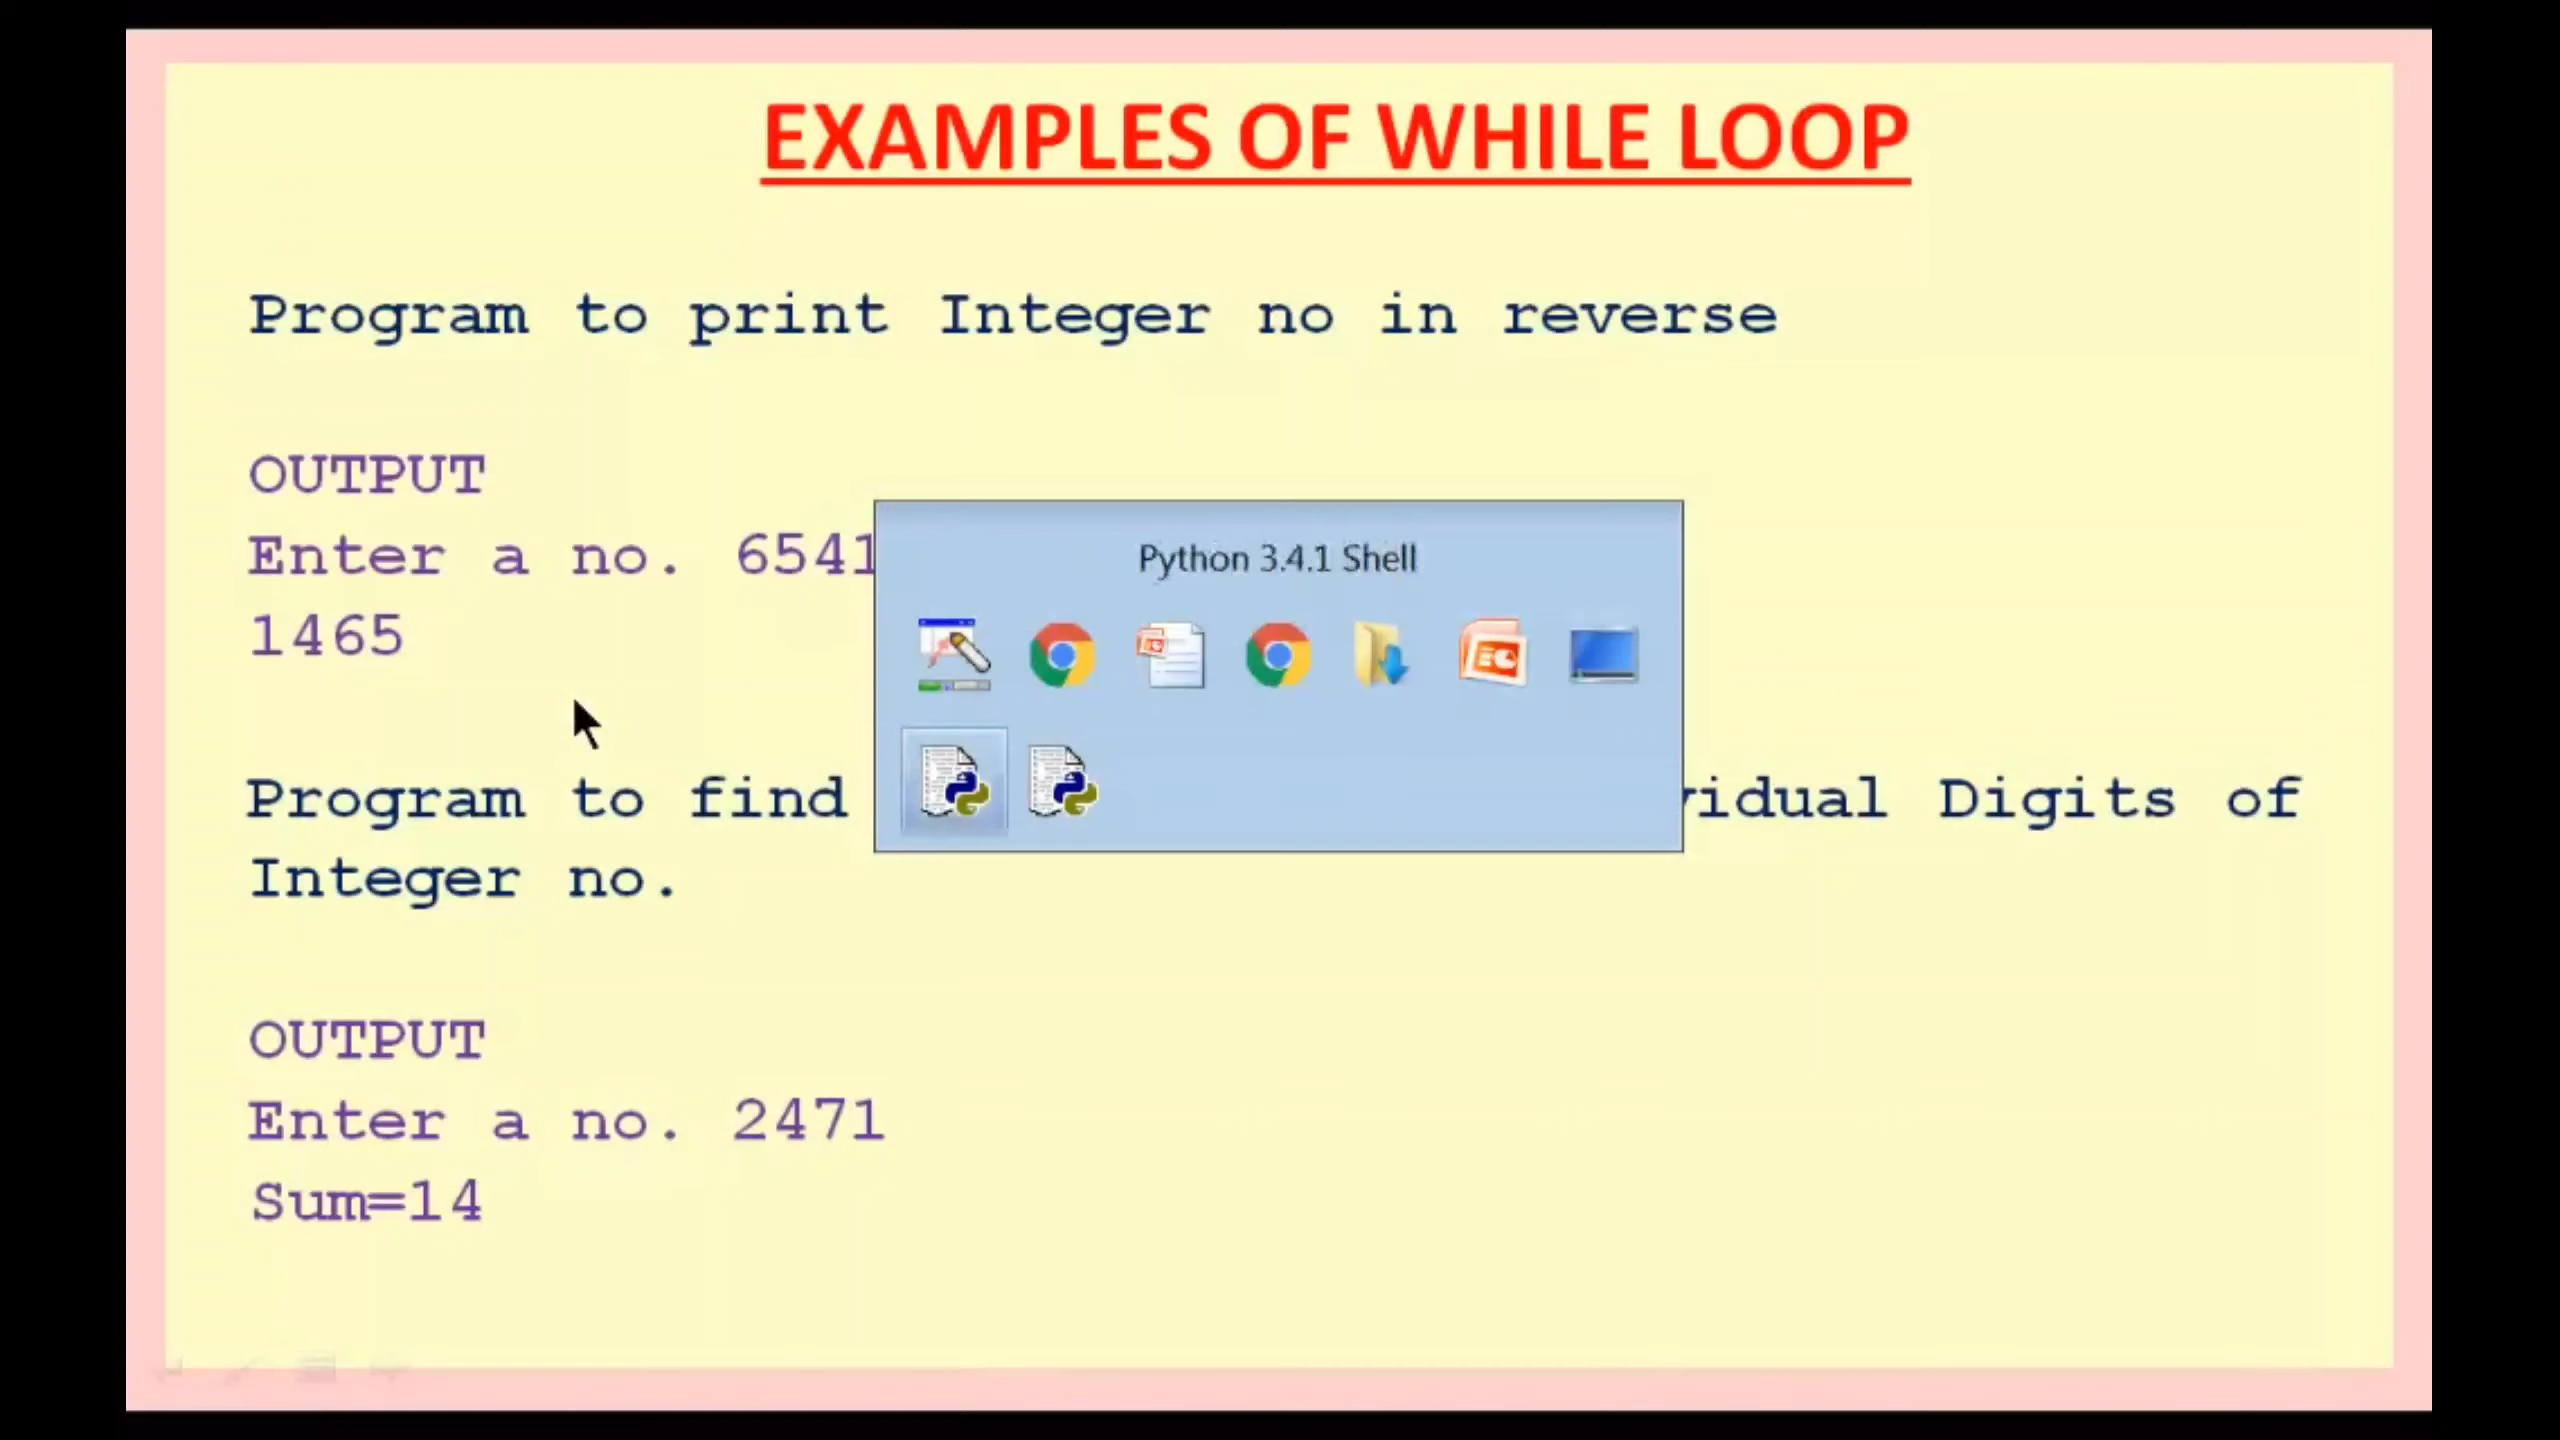 EXAMPLES OF WHILE LOOP
Program to print Integer no in reverse
OUTPUT
Enter a no. 6541
1465
Python 3.4.1 Shell
Program to find vidual Digits of
Integer no.
OUTPUT
Enter a no. 2471
Sum=14